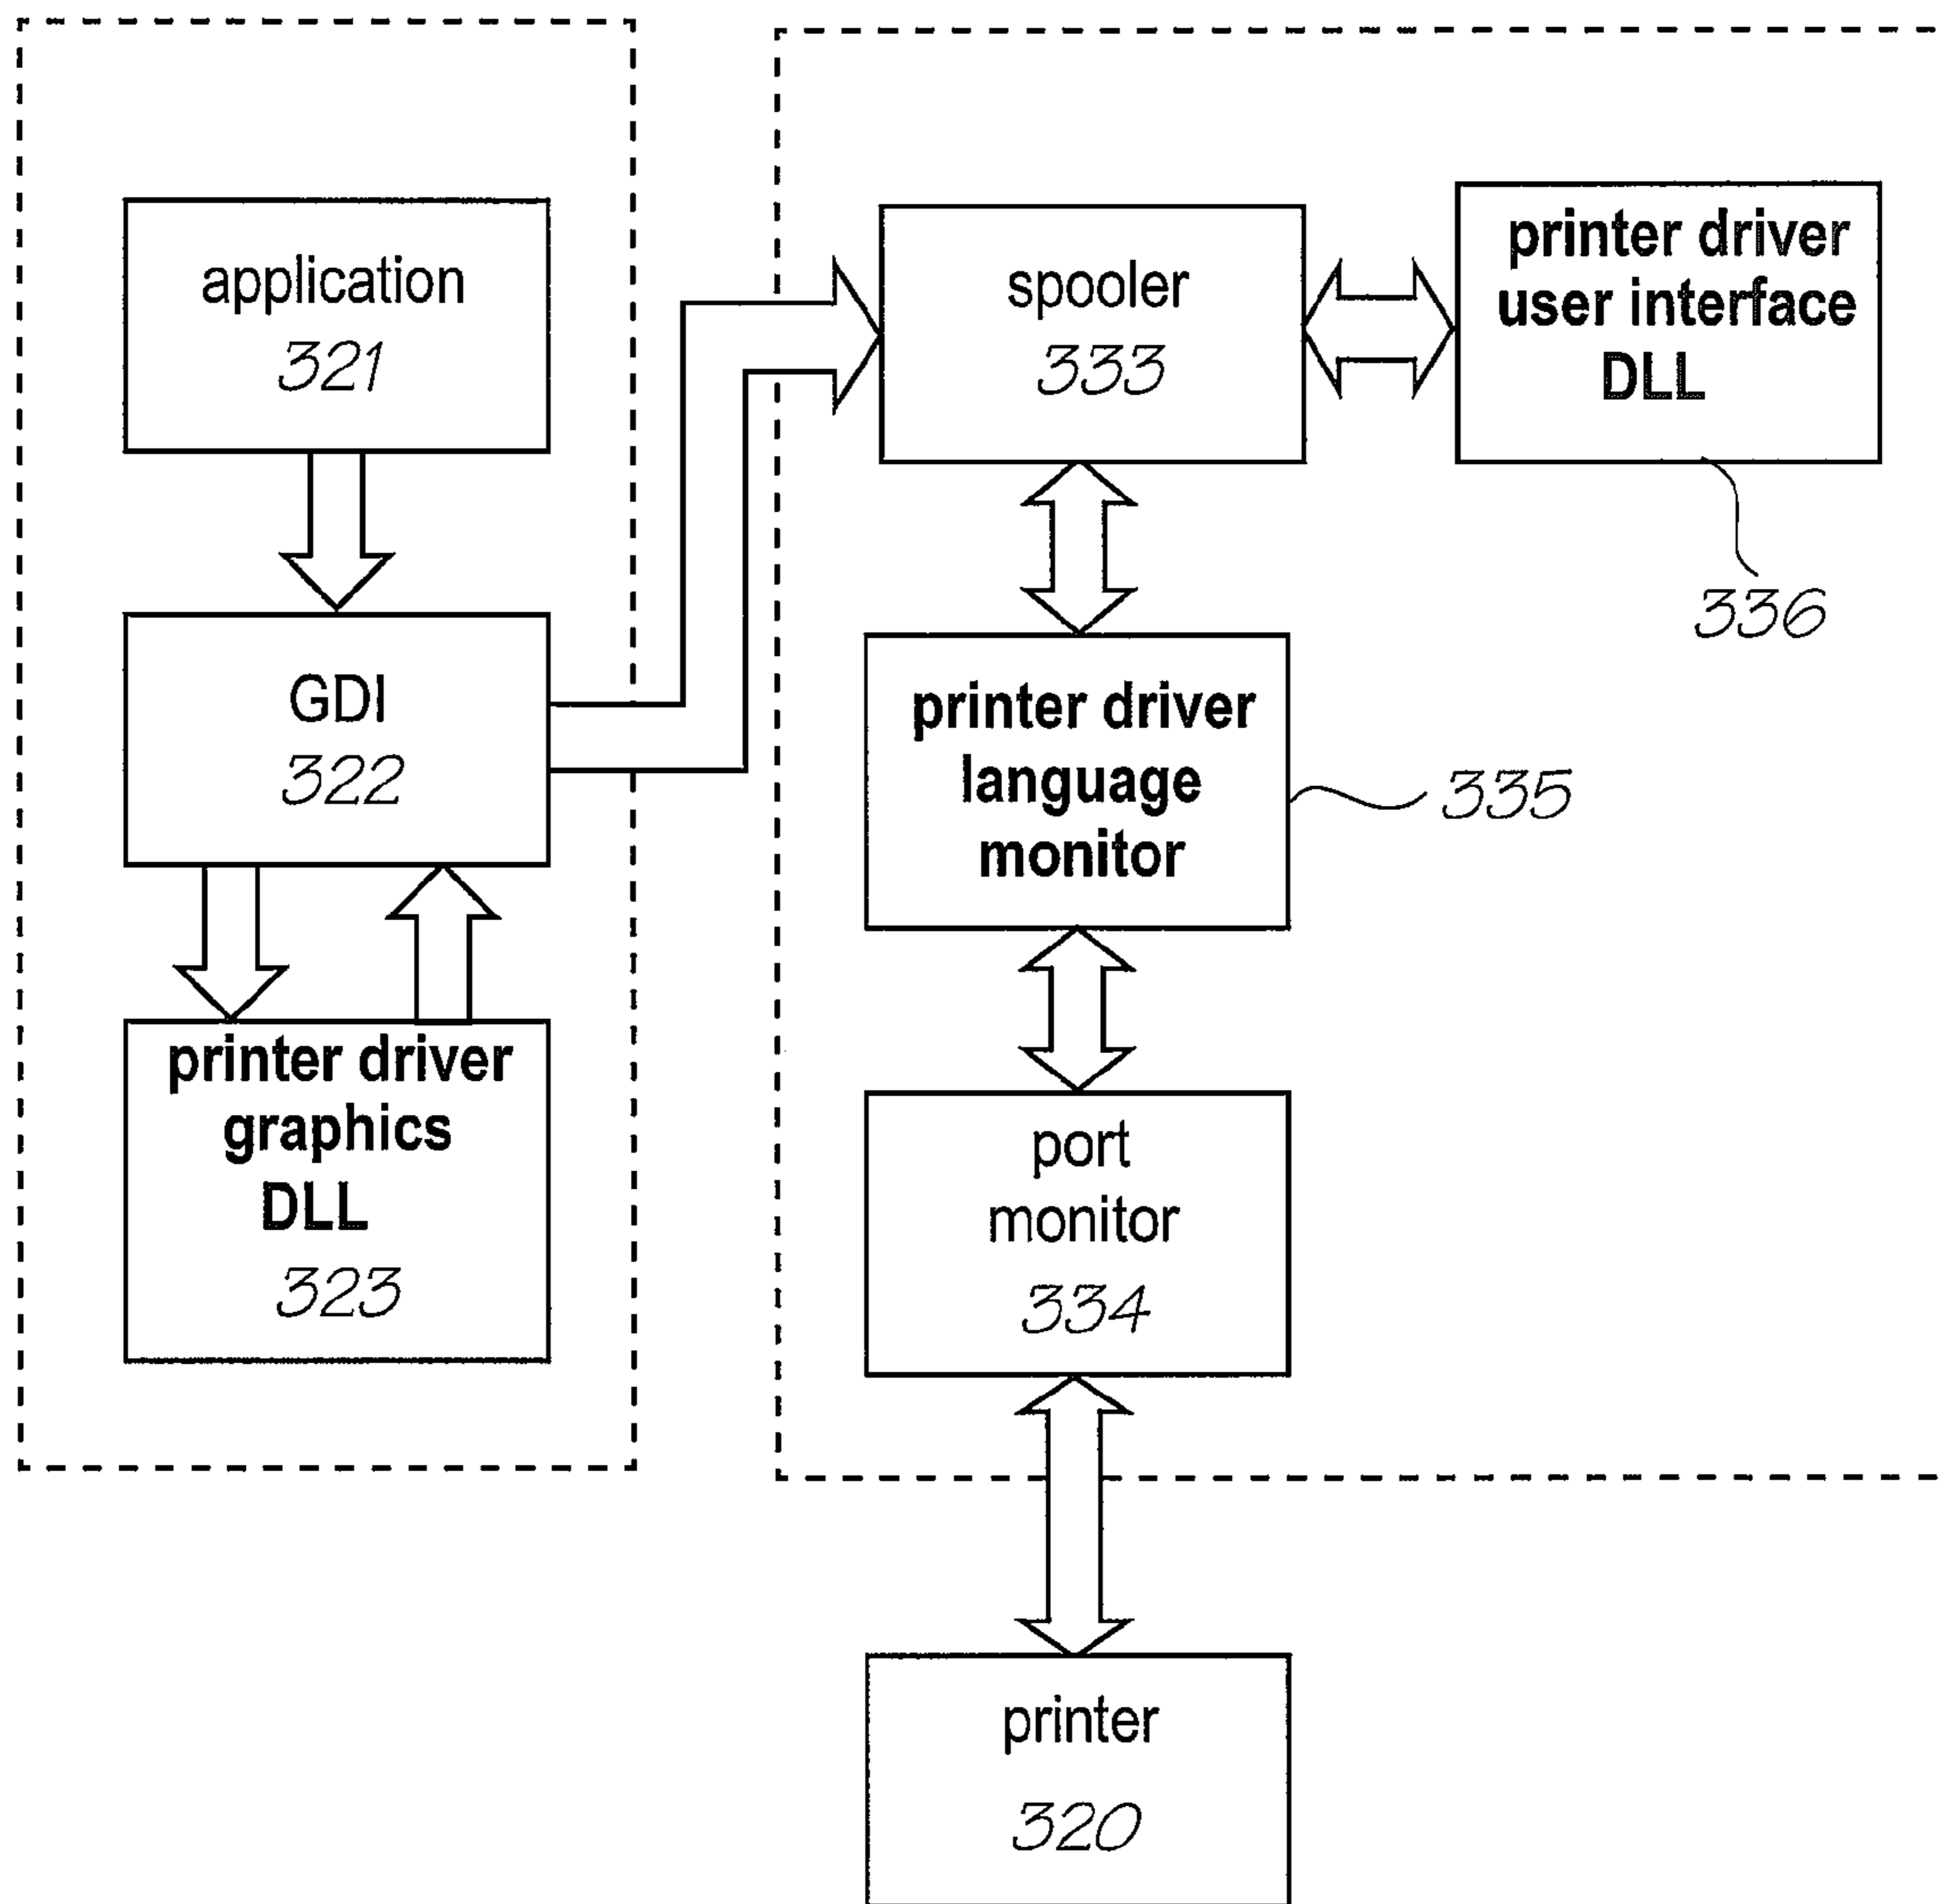 application
321
GDI
322
printer driver
graphics
DLL
323
spooler
333
printer driver
user interface
DLL
336
printer driver
language
monitor
335
port
monitor
334
printer
320